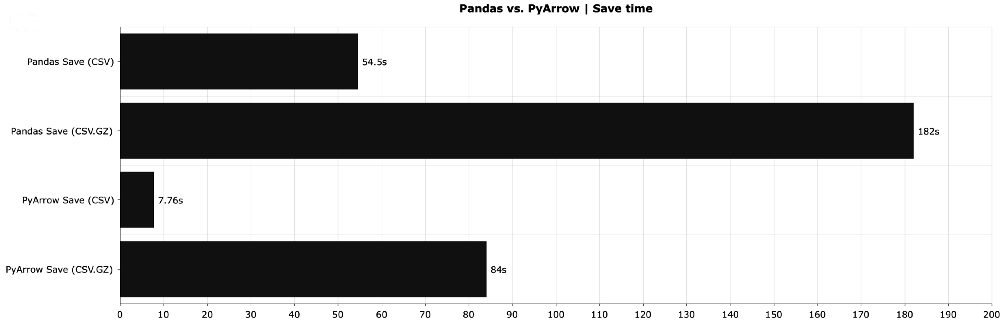 Pandas vs. PyArrow | Save time
Pandas Save (CSV)
54.5s
Pandas Save (CSV.GZ)
182s
PyArrow Save (CSV)
7.76s
PyArrow Save (CSV.GZ)
84s
0 10 20 30 40 50 60 70 80 90 100 110 120 130 140 150 160 170 180 190 200